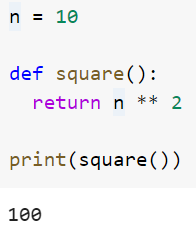 n = 10
def square():
  return n ** 2
print(square())
100